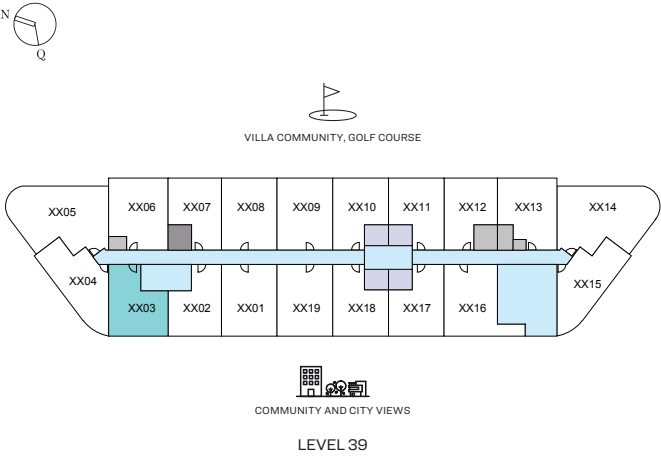 N
Q
VILLA COMMUNITY, GOLF COURSE
XX05 XX06 XX07 XX08 XX09 XX10 XX11 XX12 XX13 XX14
XX04 XX03 XX02 XX01 XX19 XX18 XX17 XX16 XX15
COMMUNITY AND CITY VIEWS
LEVEL 39